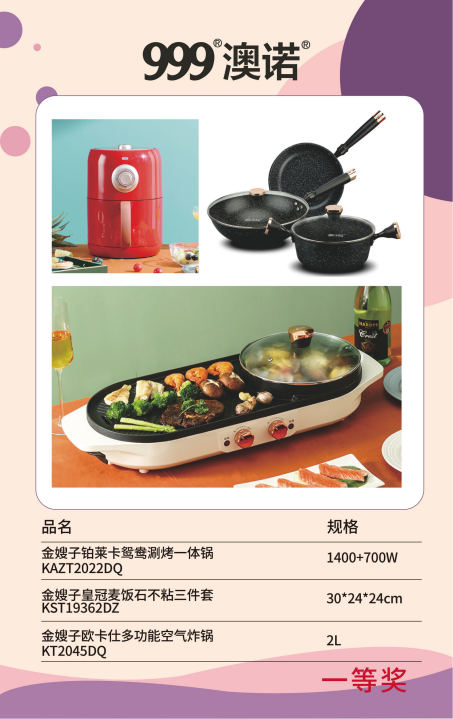 999®澳诺®
品名 规格
金嫂子铂莱卡鸳鸯涮烤一体锅
KAZT2022DQ
1400+700W
金嫂子皇冠麦饭石不粘三件套
KST19362DZ
30*24*24cm
金嫂子欧卡仕多功能空气炸锅
KT2045DQ
2L
一等奖